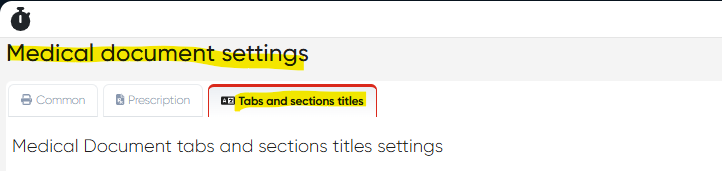 Medical document settings
Common Prescription Tabs and sections titles
Medical Document tabs and sections titles settings